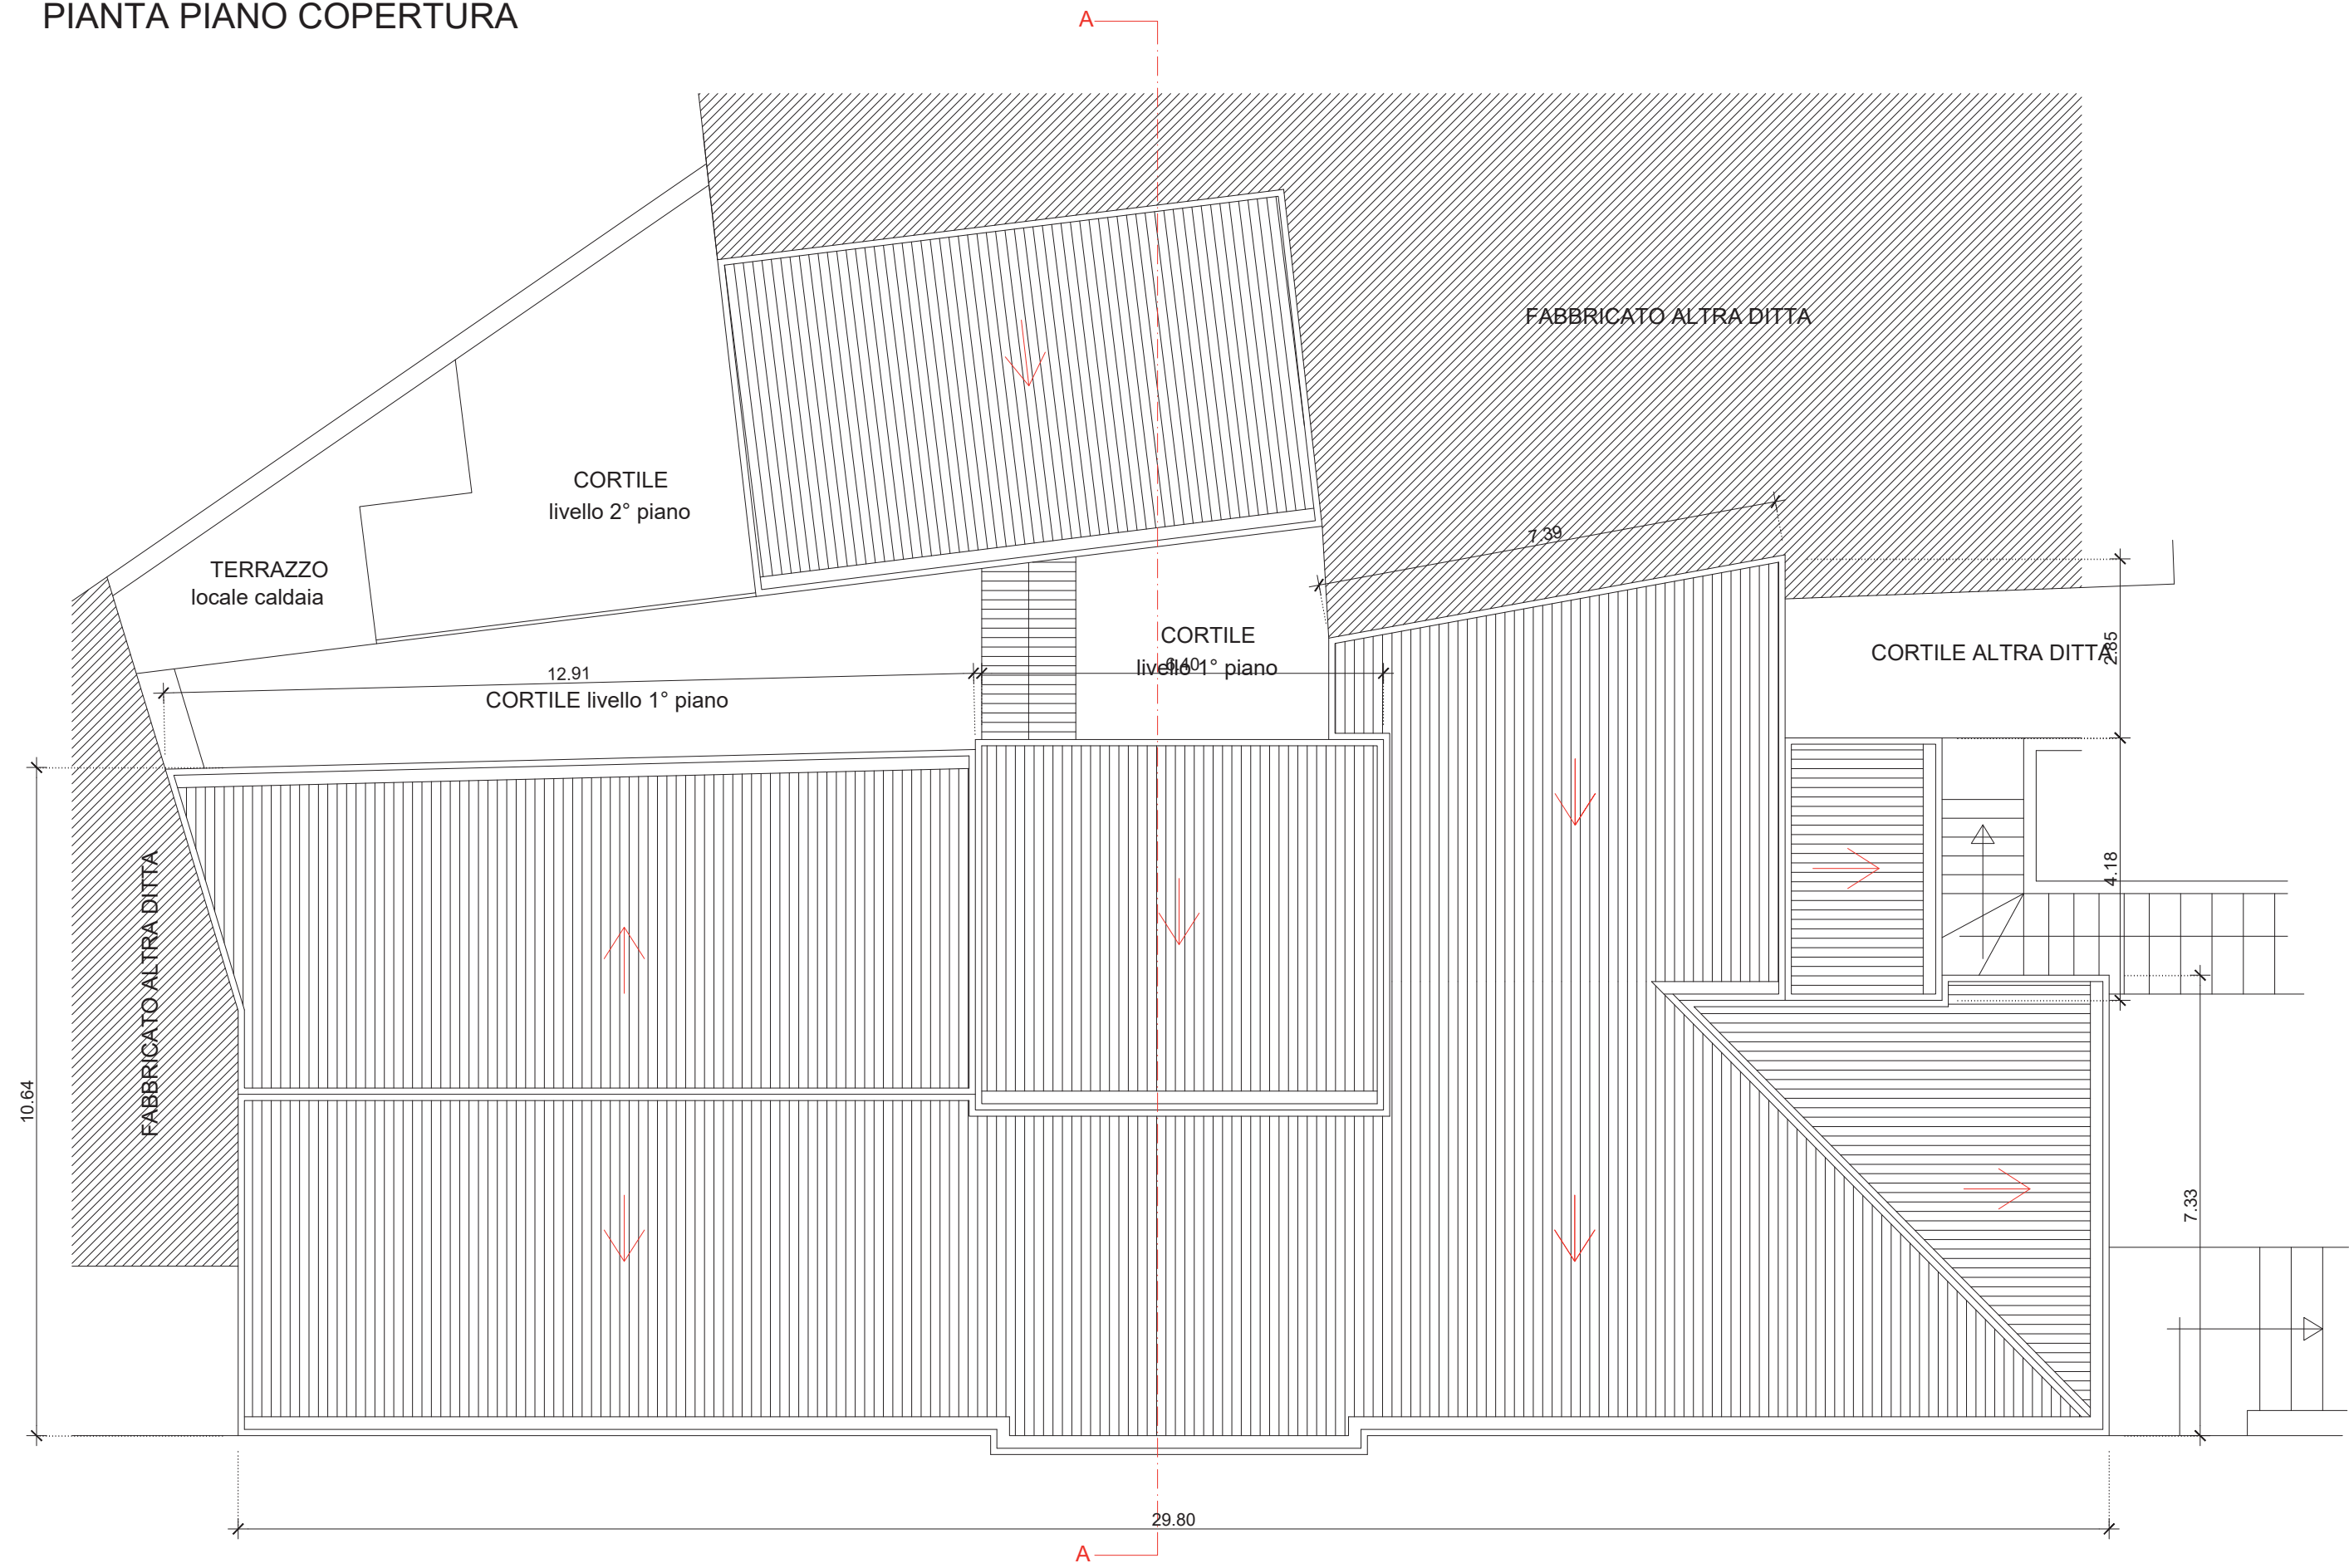 PIANTA PIANO COPERTURA
A
FABBRICATO ALTRA DITTA
CORTILE
livello 2° piano
7.39
TERRAZZO
locale caldaia
CORTILE
livello 1° piano
6.40
2.85
CORTILE ALTRA DITTA
12.91
CORTILE livello 1° piano
4.18
FABBRICATO ALTRA DITTA
10.64
7.33
29.80
A